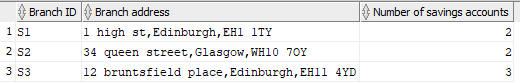 Branch ID Branch address Number of savings accounts
1 S1 1 high st,Edinburgh,EH1 1TY 2
2 S2 34 queen street,Glasgow,WH10 7OY 2
3 S3 12 bruntsfield place,Edinburgh,EH11 4YD 3